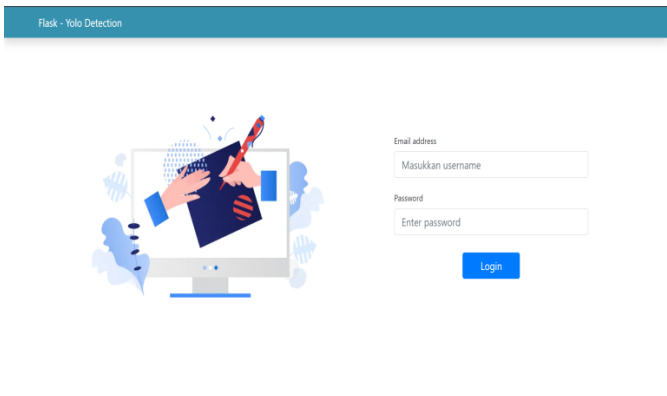 Flask - Yolo Detection
Email address
Masukkan username
Password
Enter password
Login